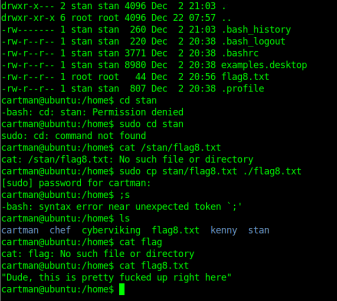 drwxr-x--- 2 stan stan 4096 Dec  2 21:03 .
drwxr-xr-x 6 root root 4096 Dec 22 07:57 ..
-rw------- 1 stan stan  260 Dec  2 21:03 .bash_history
-rw-r--r-- 1 stan stan  220 Dec  2 20:38 .bash_logout
-rw-r--r-- 1 stan stan 3771 Dec  2 20:38 .bashrc
-rw-r--r-- 1 stan stan 8980 Dec  2 20:38 examples.desktop
-rw-r--r-- 1 root root   44 Dec  2 20:56 flag8.txt
-rw-r--r-- 1 stan stan  807 Dec  2 20:38 .profile
cartman@ubuntu:/home$ cd stan
-bash: cd: stan: Permission denied
cartman@ubuntu:/home$ sudo cd stan
sudo: cd: command not found
cartman@ubuntu:/home$ cat /stan/flag8.txt
cat: /stan/flag8.txt: No such file or directory
cartman@ubuntu:/home$ sudo cp stan/flag8.txt ./flag8.txt
[sudo] password for cartman:
cartman@ubuntu:/home$ ;s
-bash: syntax error near unexpected token `;'
cartman@ubuntu:/home$ ls
cartman  chef  cyberviking  flag8.txt  kenny  stan
cartman@ubuntu:/home$ cat flag
cat: flag: No such file or directory
cartman@ubuntu:/home$ cat flag8.txt
"Dude, this is pretty fucked up right here"
cartman@ubuntu:/home$